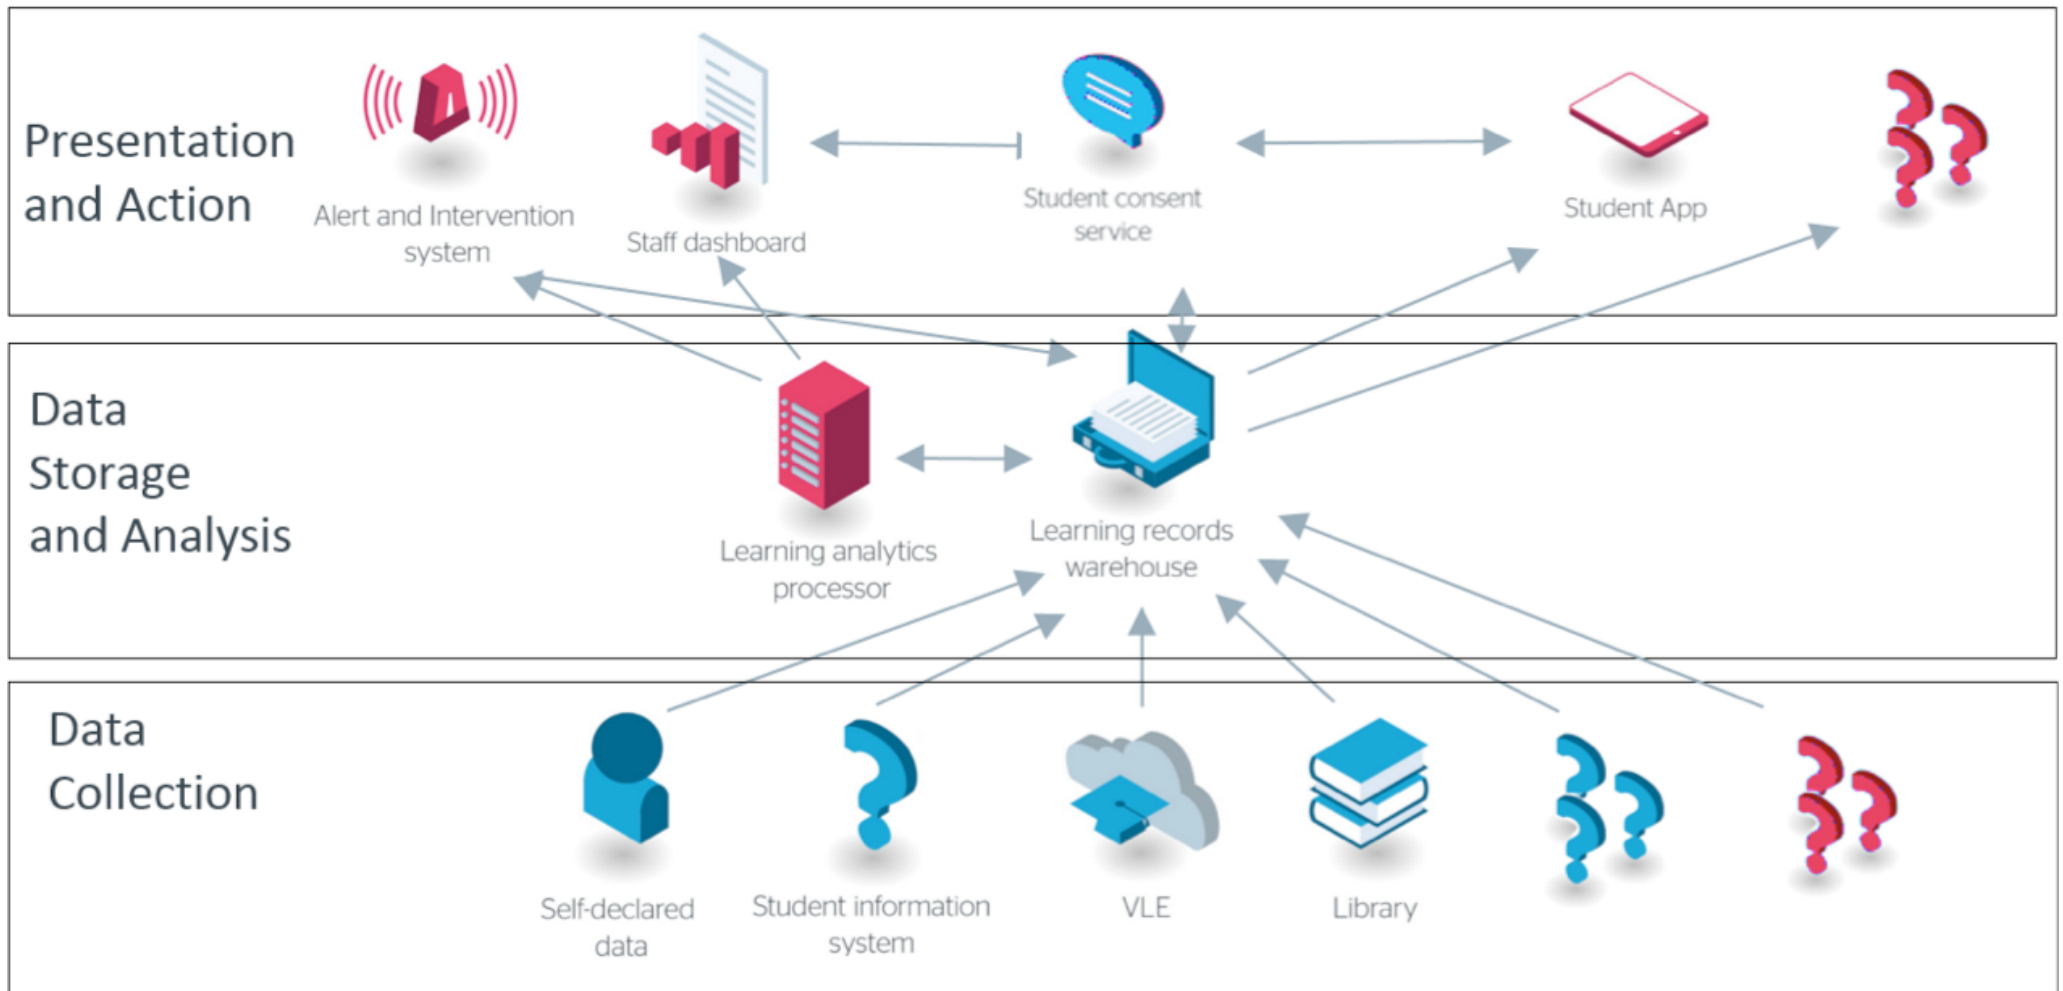 Presentation
and Action
Alert and Intervention
system
Staff dashboard
Student consent
service
Student App
Data
Storage
and Analysis
Learning analytics
processor
Learning records
warehouse
Data
Collection
Self-declared
data
Student information
system
VLE
Library